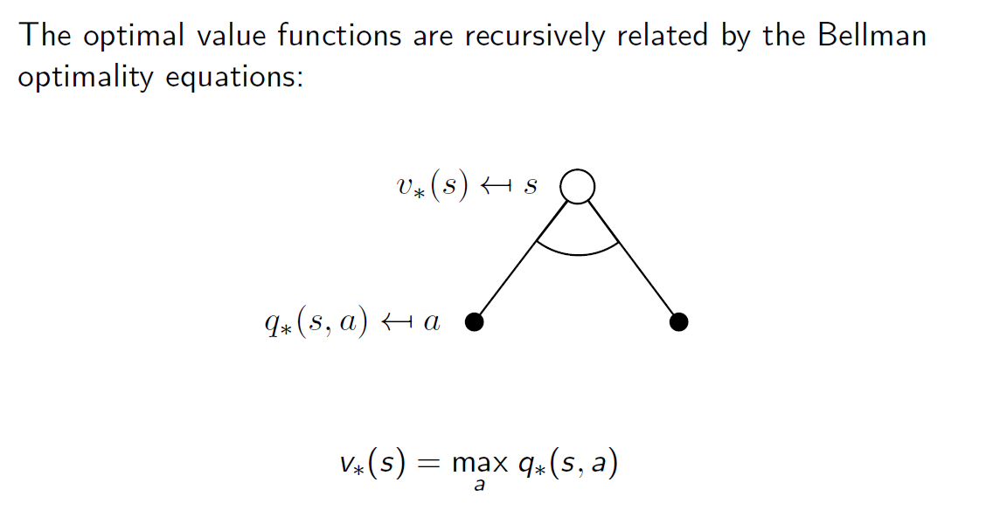 The optimal value functions are recursively related by the Bellman
optimality equations:
v∗(s) ↤ s
q∗(s, a) ↤ a
v∗(s) = max q∗(s, a)
a